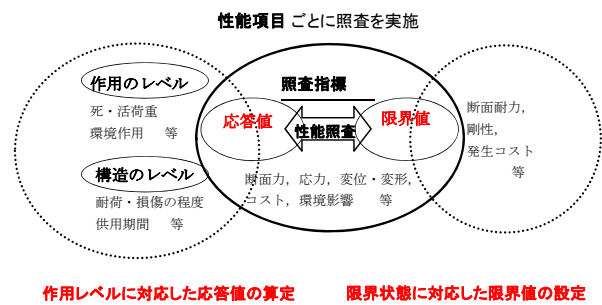 性能項目 ごとに照査を実施
作用のレベル
死・活荷重
環境作用　等
構造のレベル
耐荷・損傷の程度
供用期間　等
照査指標
応答値
性能照査
限界値
断面力，応力，変位・変形，
コスト，環境影響　等
断面耐力，
剛性，
発生コスト
等
作用レベルに対応した応答値の算定
限界状態に対応した限界値の設定